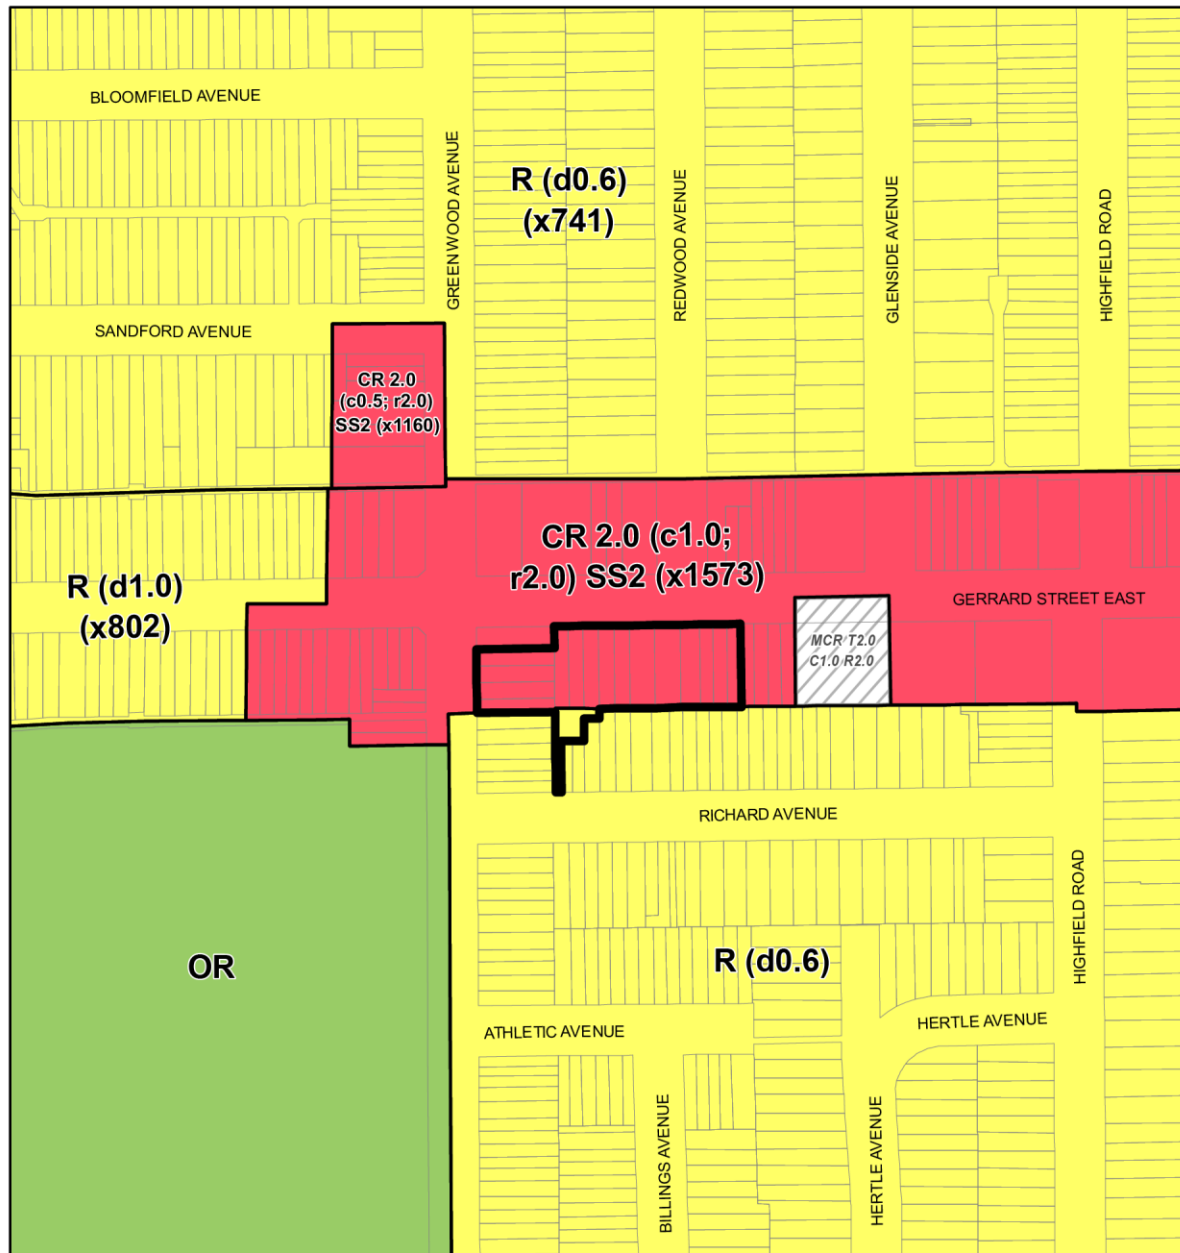 BLOOMFIELD AVENUE
GREENWOOD AVENUE
R (d0.6)
(x741)
REDWOOD AVENUE
GLENSIDE AVENUE
HIGHFIELD ROAD
SANDFORD AVENUE
CR 2.0
(c0.5; r2.0)
SS2 (x1160)
CR 2.0 (c1.0;
r2.0) SS2 (x1573)
R (d1.0)
(x802)
GERRARD STREET EAST
MCR T2.0
C1.0 R2.0
RICHARD AVENUE
HIGHFIELD ROAD
OR
R (d0.6)
ATHLETIC AVENUE
HERTLE AVENUE
BILLINGS AVENUE
HERTLE AVENUE